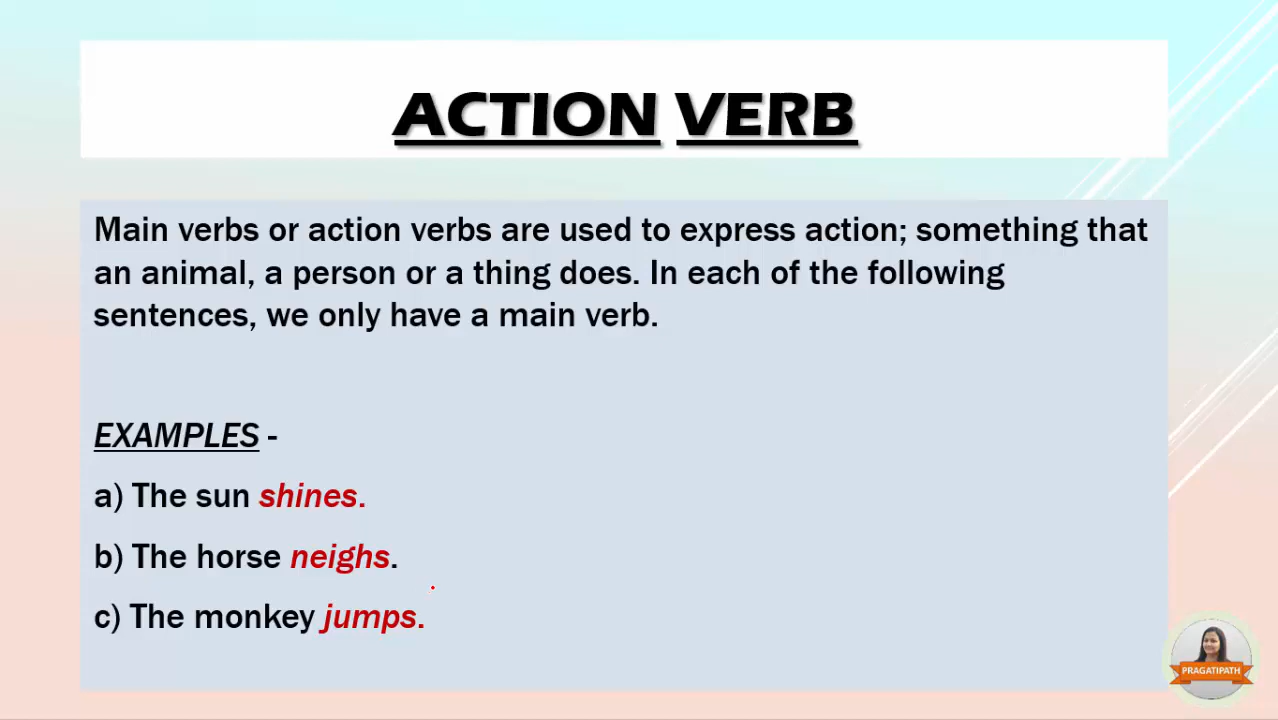 ACTION VERB
Main verbs or action verbs are used to express action; something that
an animal, a person or a thing does. In each of the following
sentences, we only have a main verb.
EXAMPLES -
a) The sun shines.
b) The horse neighs.
c) The monkey jumps.
PRAGATIPATH